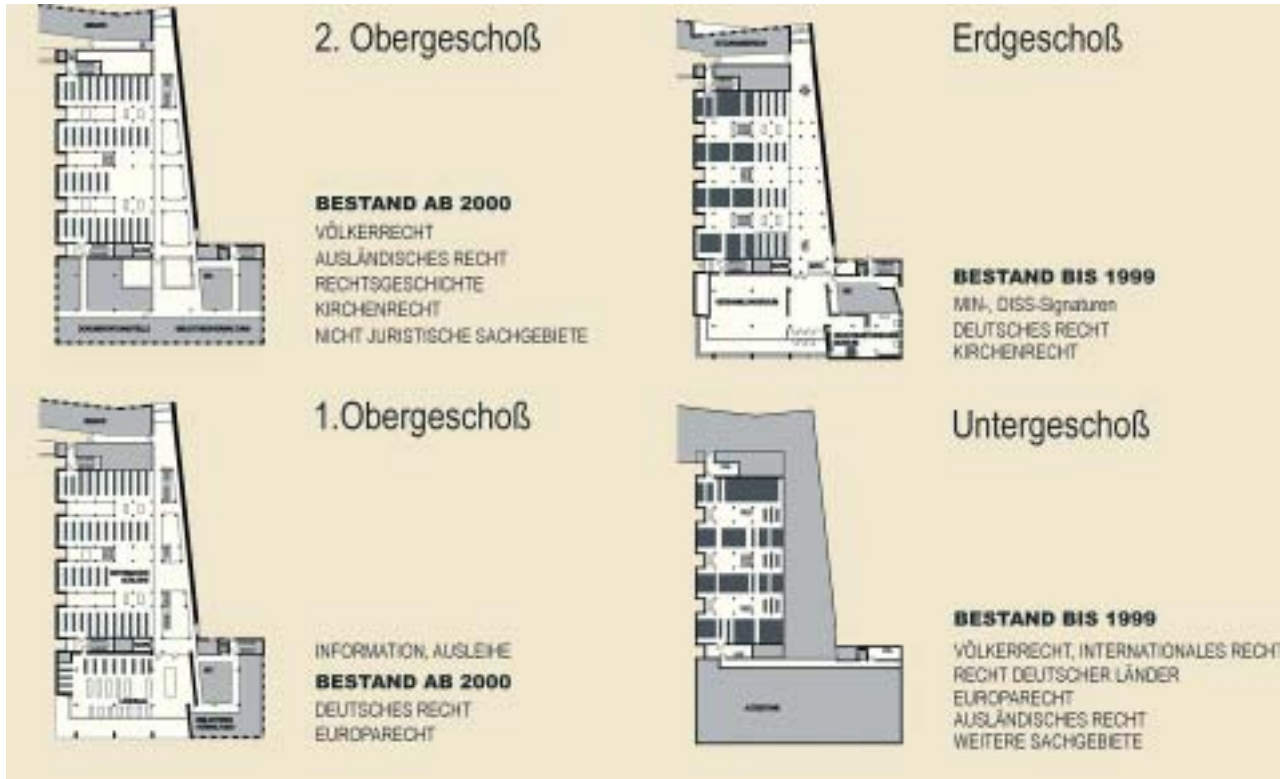 2. Obergeschoß
BESTAND AB 2000
VÖLKERRECHT
AUSLÄNDISCHES RECHT
RECHTSGESCHICHTE
KIRCHENRECHT
NICHT JURISTISCHE SACHGEBIETE
Erdgeschoß
BESTAND BIS 1999
MIN-, DISS-Signaturen
DEUTSCHES RECHT
KIRCHENRECHT
1.Obergeschoß
INFORMATION, AUSLEIHE
BESTAND AB 2000
DEUTSCHES RECHT
EUROPARECHT
Untergeschoß
BESTAND BIS 1999
VÖLKERRECHT, INTERNATIONALES RECHT
RECHT DEUTSCHER LÄNDER
EUROPARECHT
AUSLÄNDISCHES RECHT
WEITERE SACHGEBIETE